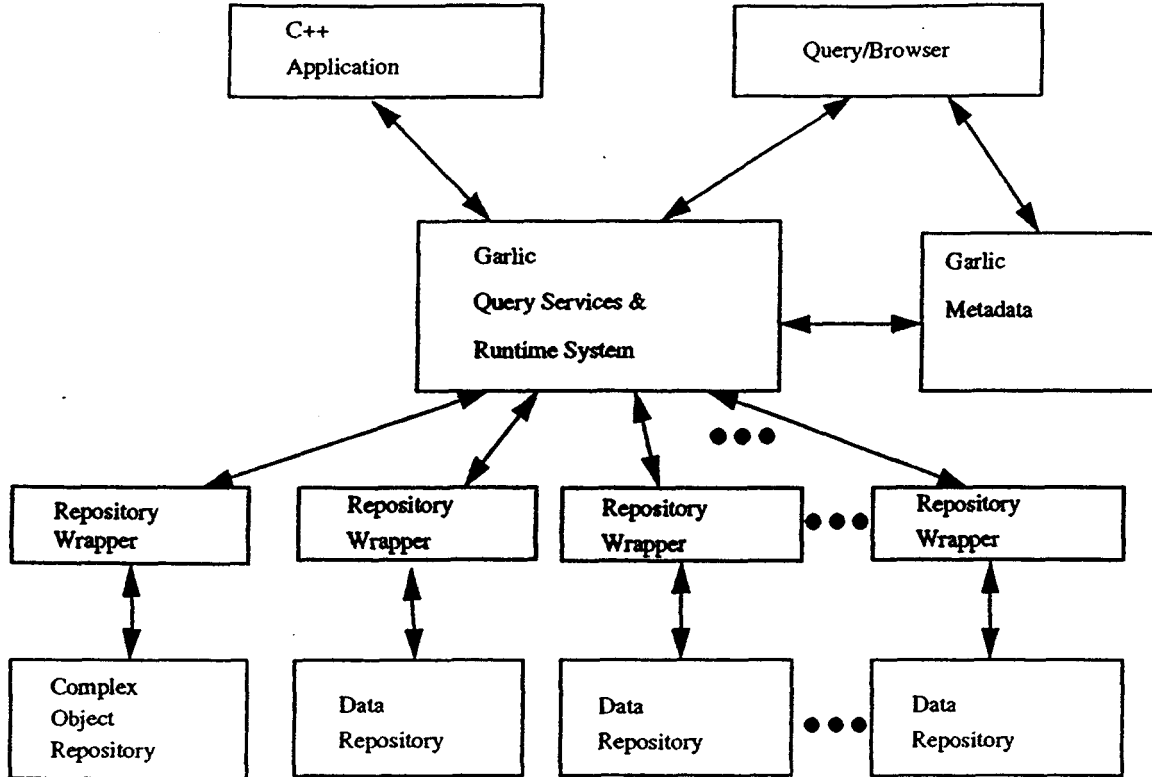 C++
Application
Query/Browser
Garlic
Query Services &
Runtime System
Garlic
Metadata
Repository
Wrapper
Repository
Wrapper
Repository
Wrapper
Repository
Wrapper
Complex
Object
Repository
Data
Repository
Data
Repository
Data
Repository